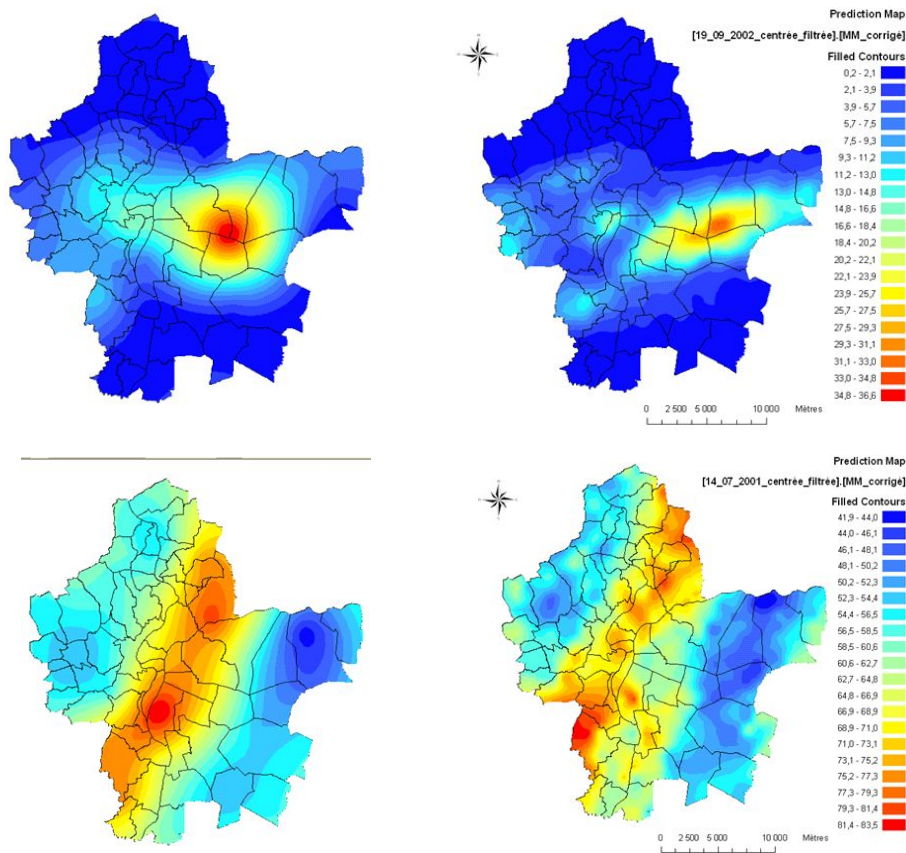 Prediction Map
[19_09_2002_centrée_filtrée].[MM_corrigé]
Filled Contours
0,2 - 2,1
2,1 - 3,9
3,9 - 5,7
5,7 - 7,5
7,5 - 9,3
9,3 - 11,2
11,2 - 13,0
13,0 - 14,8
14,8 - 16,6
16,6 - 18,4
18,4 - 20,2
20,2 - 22,1
22,1 - 23,9
23,9 - 25,7
25,7 - 27,5
27,5 - 29,3
29,3 - 31,1
31,1 - 33,0
33,0 - 34,8
34,8 - 36,6
0 2 500 5 000 10 000 Mètres
Prediction Map
[14_07_2001_centrée_filtrée].[MM_corrigé]
Filled Contours
41,9 - 44,0
44,0 - 46,1
46,1 - 48,1
48,1 - 50,2
50,2 - 52,3
52,3 - 54,4
54,4 - 56,5
56,5 - 58,5
58,5 - 60,6
60,6 - 62,7
62,7 - 64,8
64,8 - 66,9
66,9 - 68,9
68,9 - 71,0
71,0 - 73,1
73,1 - 75,2
75,2 - 77,3
77,3 - 79,3
79,3 - 81,4
81,4 - 83,5
0 2 500 5 000 10 000 Mètres